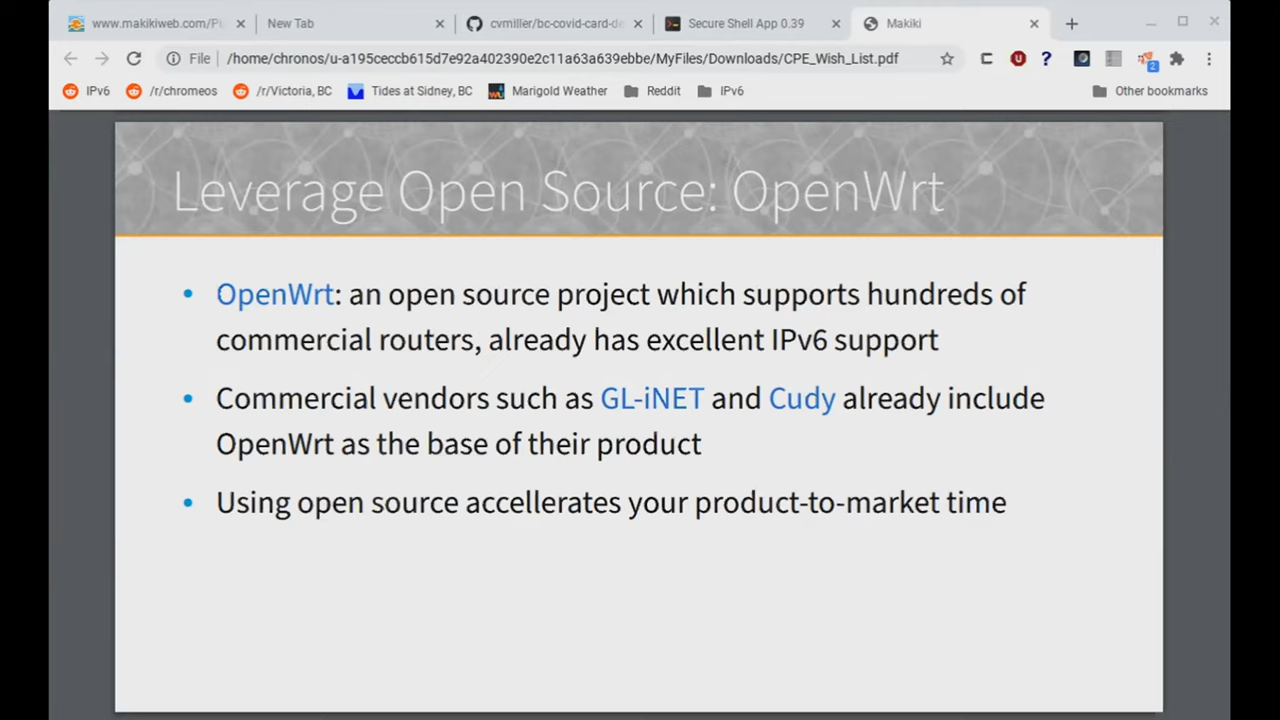 www.makikiweb.com/Pi
New Tab
cvmiller/bc-covid-card-de
Secure Shell App 0.39
Makiki
File
/home/chronos/u-a195cccb615d7e92a402390e2c11a63a639ebbe/MyFiles/Downloads/CPE_Wish_List.pdf
2
IPv6
/r/chromeos
/r/Victoria, BC
Tides at Sidney, BC
Marigold Weather
Reddit
IPv6
Other bookmarks
Leverage Open Source: OpenWrt
• OpenWrt: an open source project which supports hundreds of
commercial routers, already has excellent IPv6 support
• Commercial vendors such as GL-iNET and Cudy already include
OpenWrt as the base of their product
• Using open source accellerates your product-to-market time